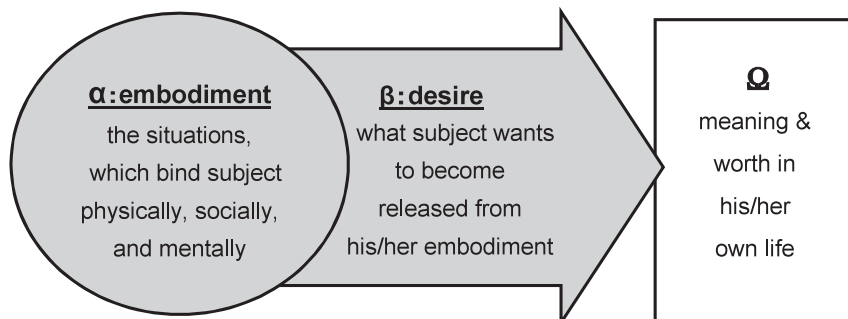 α:embodiment
the situations,
which bind subject
physically, socially,
and mentally
β:desire
what subject wants
to become
released from
his/her embodiment
Ω
meaning &
worth in
his/her
own life